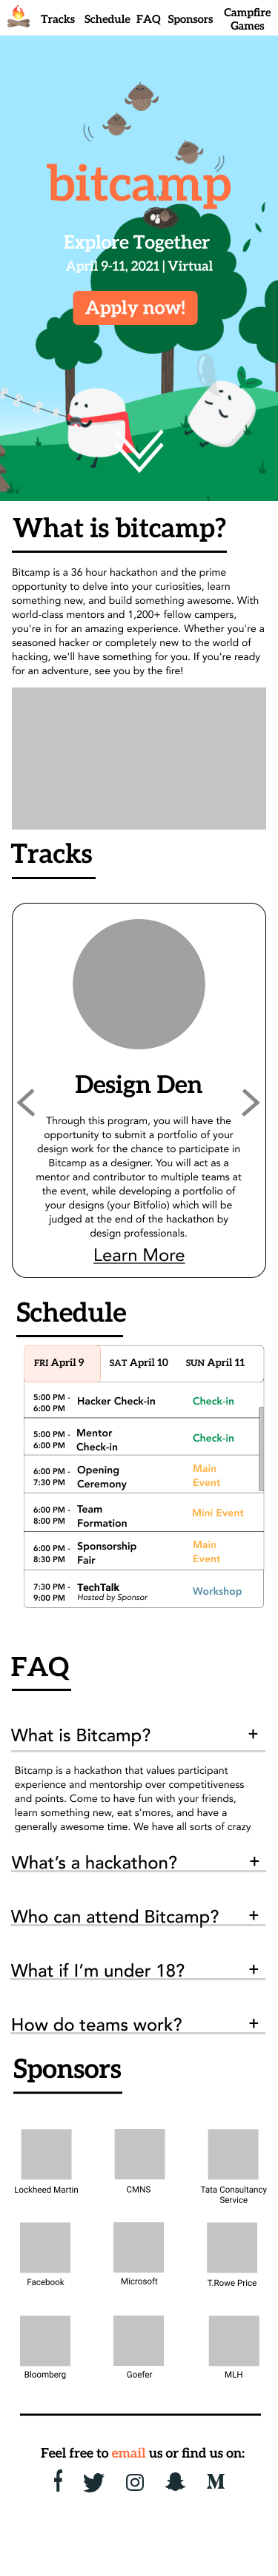 Tracks Schedule FAQ Sponsors Campfire Games
bitcamp
Explore Together
April 9-11, 2021 | Virtual
Apply now!
What is bitcamp?
Bitcamp is a 36 hour hackathon and the prime
opportunity to delve into your curiosities, learn
something new, and build something awesome. With
world-class mentors and 1,200+ fellow campers,
you're in for an amazing experience. Whether you're a
seasoned hacker or completely new to the world of
hacking, we'll have something for you. If you're ready
for an adventure, see you by the fire!
Tracks
Design Den
Through this program, you will have the
opportunity to submit a portfolio of your
design work for the chance to participate in
Bitcamp as a designer. You will act as a
mentor and contributor to multiple teams at
the event, while developing a portfolio of
your designs (your Bitfolio) which will be
judged at the end of the hackathon by
design professionals.
Learn More
Schedule
FRI April 9 SAT April 10 SUN April 11
5:00 PM - 6:00 PM Hacker Check-in Check-in
5:00 PM - 6:00 PM Mentor Check-in Check-in
6:00 PM - 7:30 PM Opening Ceremony Main Event
6:00 PM - 8:00 PM Team Formation Mini Event
6:00 PM - 8:30 PM Sponsorship Fair Main Event
7:30 PM - 9:00 PM TechTalk Hosted by Sponsor Workshop
FAQ
What is Bitcamp? +
Bitcamp is a hackathon that values participant
experience and mentorship over competitiveness
and points. Come to have fun with your friends,
learn something new, eat s'mores, and have a
generally awesome time. We have all sorts of crazy
What's a hackathon? +
Who can attend Bitcamp? +
What if I'm under 18? +
How do teams work? +
Sponsors
Lockheed Martin CMNS Tata Consultancy Service
Facebook Microsoft T.Rowe Price
Bloomberg Goefer MLH
Feel free to email us or find us on: